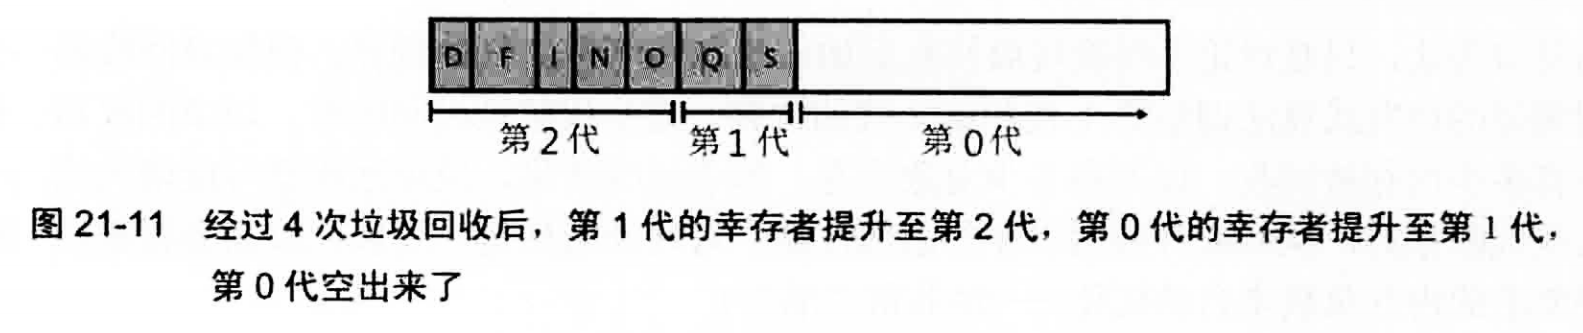 D F I N O Q S
第2代 第1代 第0代
图 21-11 经过 4 次垃圾回收后，第 1 代的幸存者提升至第 2 代，第 0 代的幸存者提升至第 1 代，
第 0 代空出来了